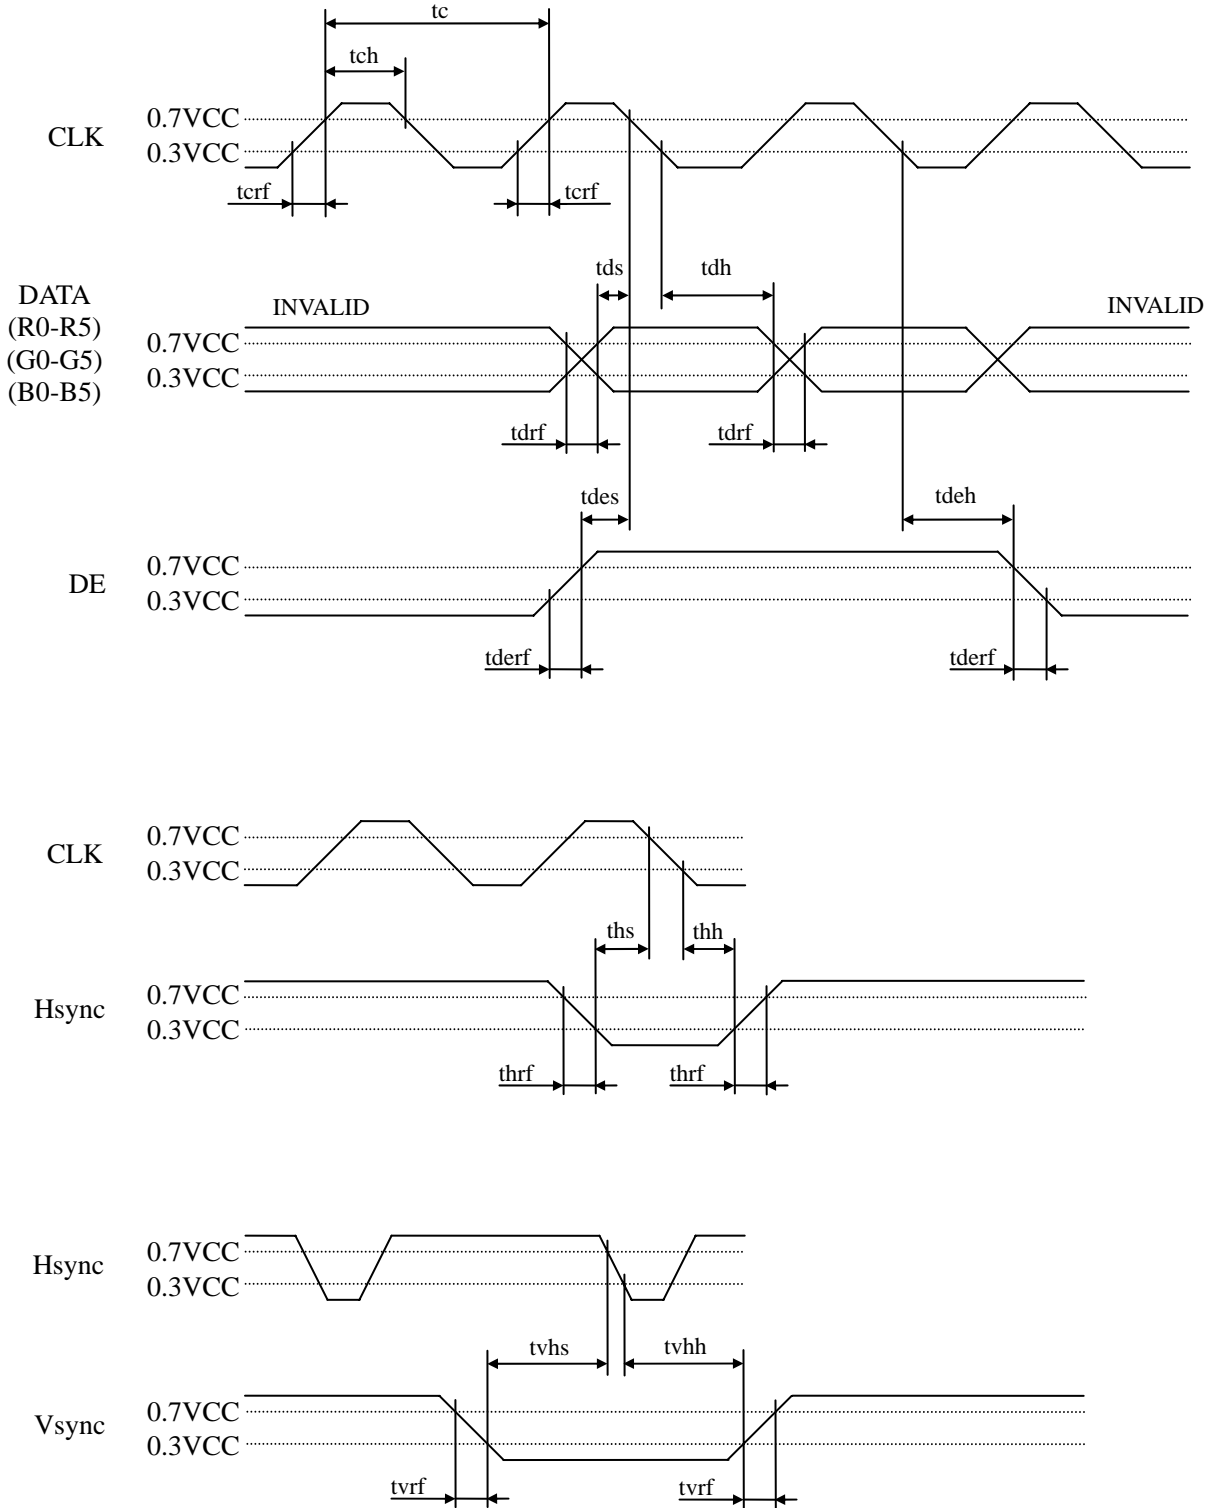 tc
tch
0.7VCC
CLK
0.3VCC
tcrf
tcrf
tds
tdh
DATA
(R0-R5)
(G0-G5)
(B0-B5)
INVALID
INVALID
0.7VCC
0.3VCC
tdrf
tdrf
tdes
tdeh
0.7VCC
DE
0.3VCC
tderf
tderf
0.7VCC
CLK
0.3VCC
ths
thh
0.7VCC
Hsync
0.3VCC
thrf
thrf
0.7VCC
Hsync
0.3VCC
tvhs
tvhh
0.7VCC
Vsync
0.3VCC
tvrf
tvrf